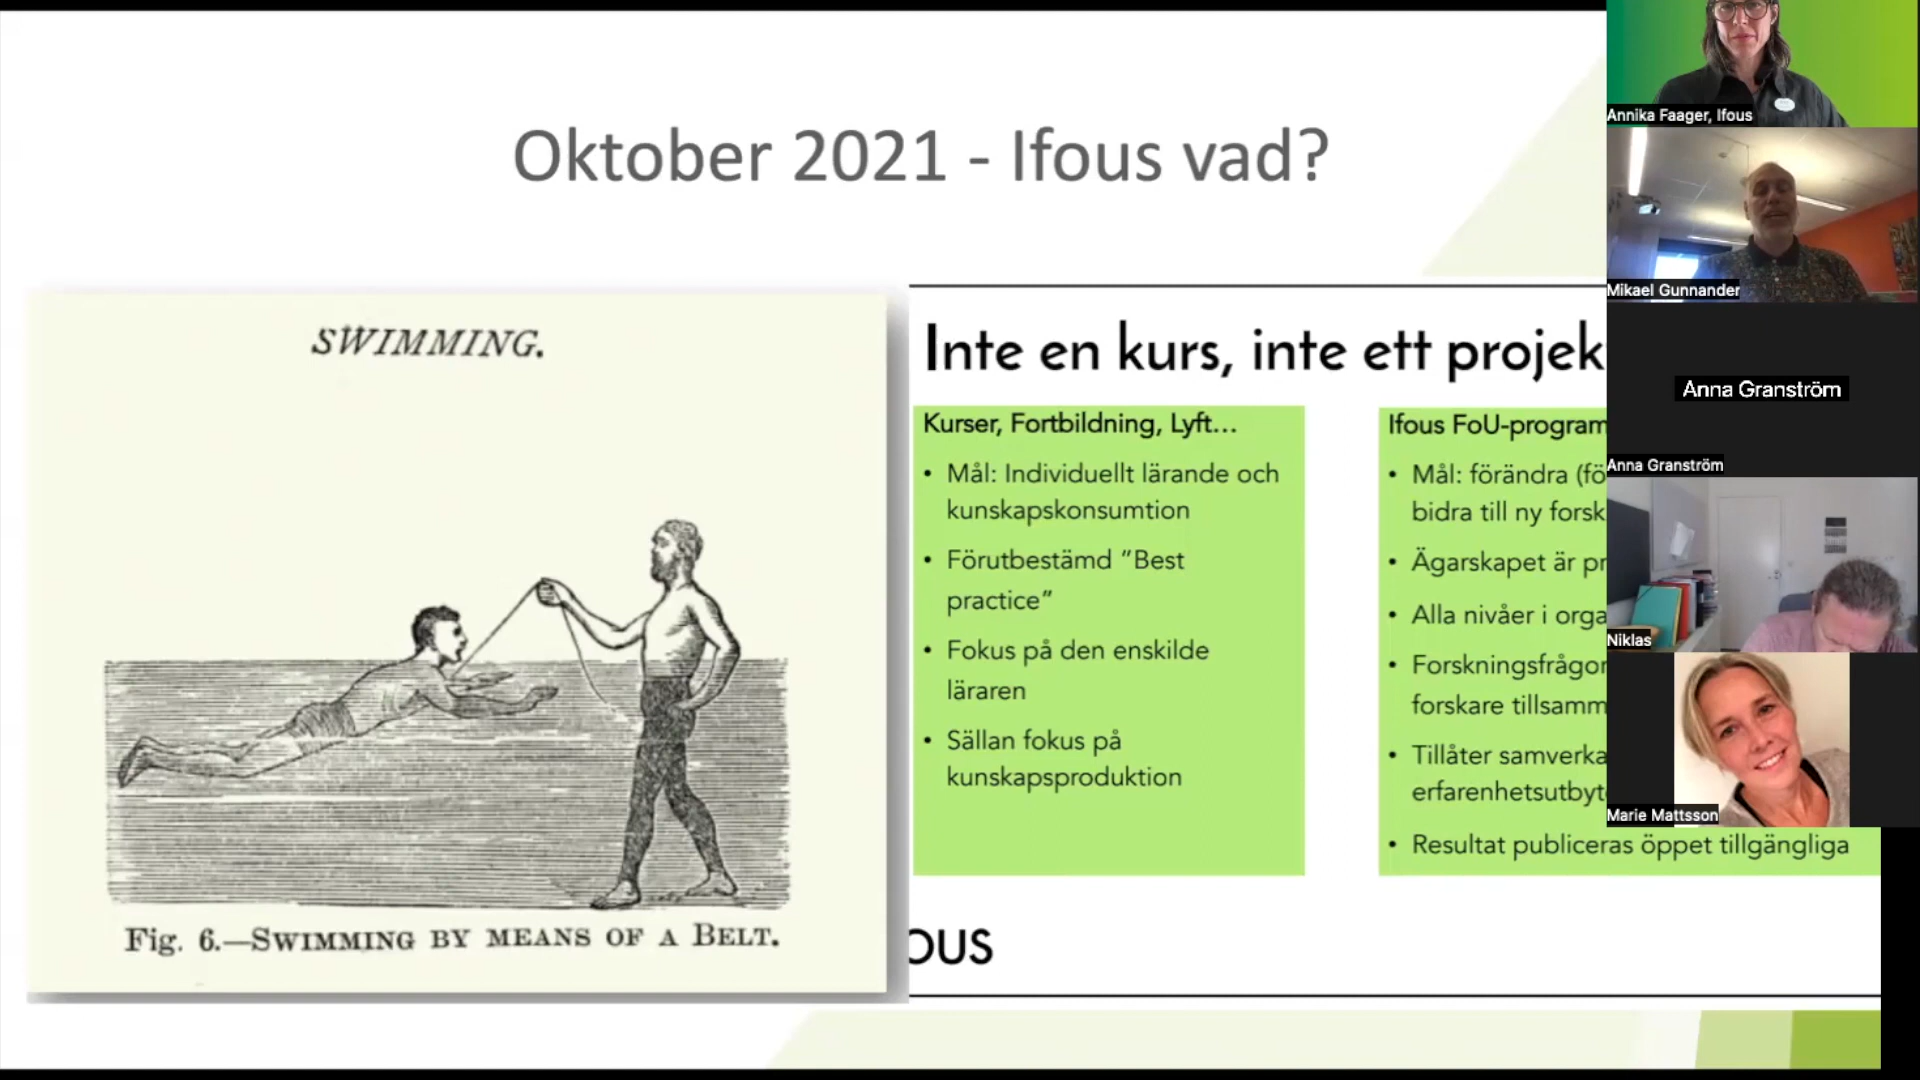 Oktober 2021 - Ifous vad?
SWIMMING.
Fig. 6.—SWIMMING BY MEANS OF A BELT.
Inte en kurs, inte ett projek
Kurser, Fortbildning, Lyft...
• Mål: Individuellt lärande och
kunskapskonsumtion
• Förutbestämd ”Best
practice”
• Fokus på den enskilde
läraren
• Sällan fokus på
kunskapsproduktion
Ifous FoU-program
• Mål: förändra (fö
bidra till ny forsk
• Ägarskapet är pr
• Alla nivåer i orga
• Forskningsfrågor
forskare tillsamm
• Tillåter samverka
erfarenhetsutbyt
• Resultat publiceras öppet tillgängliga
ous
Annika Faager, Ifous
Mikael Gunnander
Anna Granström
Anna Granström
Niklas
Marie Mattsson